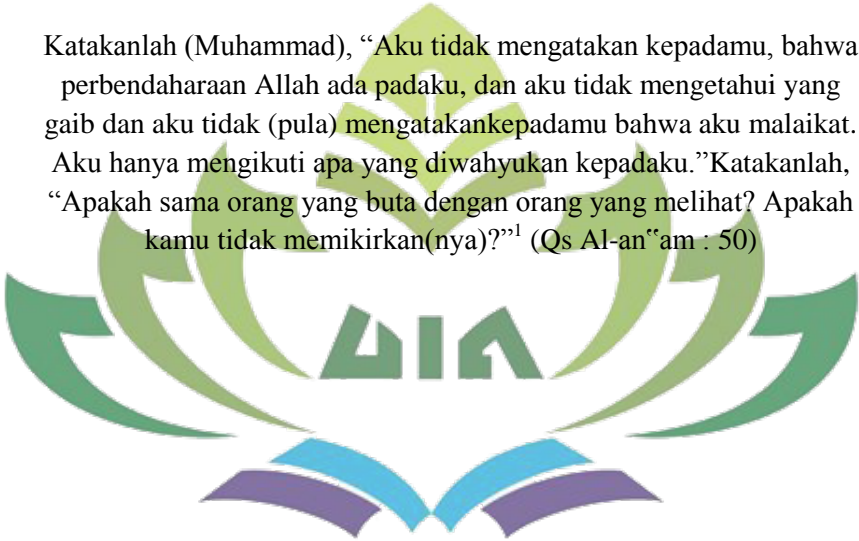 Katakanlah (Muhammad), “Aku tidak mengatakan kepadamu, bahwa
perbendaharaan Allah ada padaku, dan aku tidak mengetahui yang
gaib dan aku tidak (pula) mengatakankepadamu bahwa aku malaikat.
Aku hanya mengikuti apa yang diwahyukan kepadaku.”Katakanlah,
“Apakah sama orang yang buta dengan orang yang melihat? Apakah
kamu tidak memikirkan(nya)?”¹ (Qs Al-an‟am : 50)
UIN